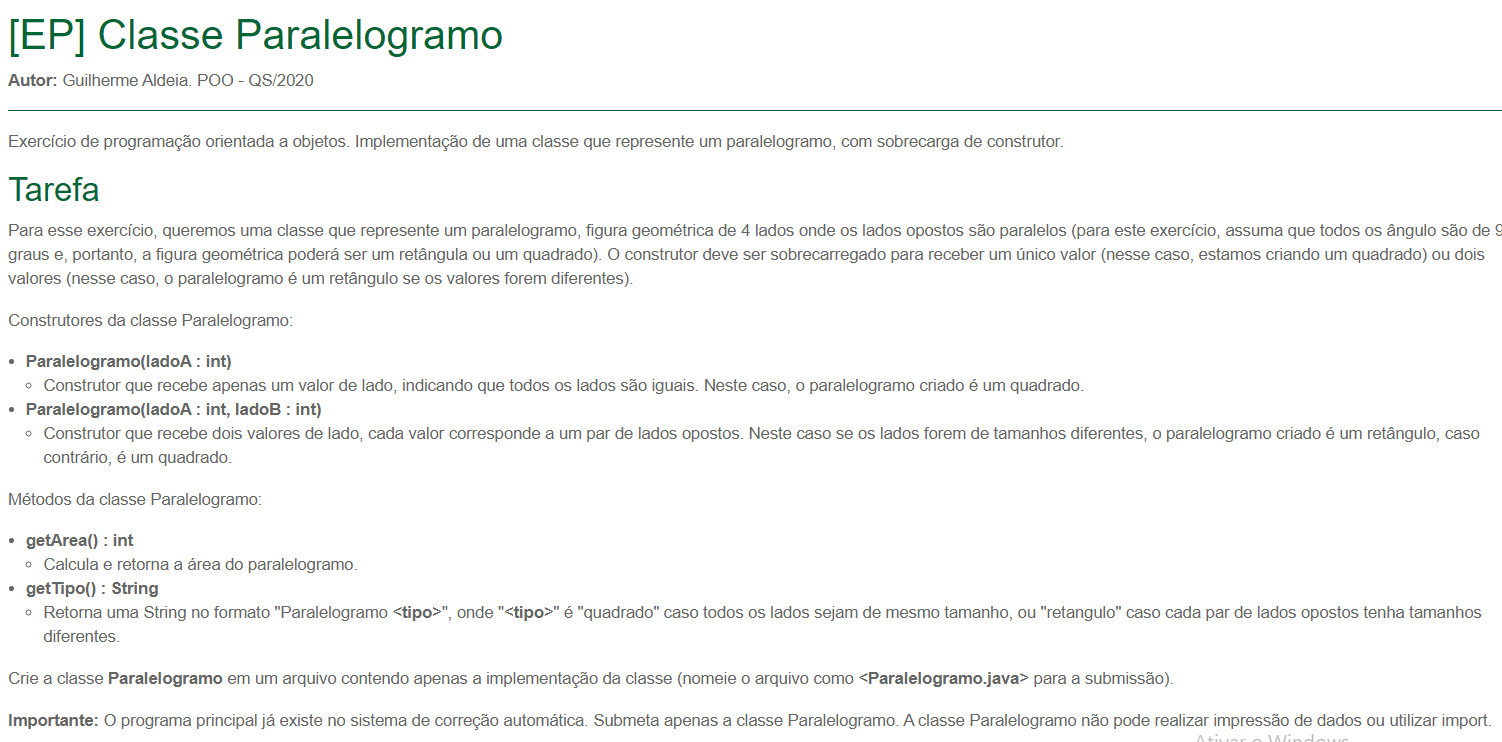 [EP] Classe Paralelogramo
Autor: Guilherme Aldeia. POO - QS/2020
Exercício de programação orientada a objetos. Implementação de uma classe que represente um paralelogramo, com sobrecarga de construtor.
Tarefa
Para esse exercício, queremos uma classe que represente um paralelogramo, figura geométrica de 4 lados onde os lados opostos são paralelos (para este exercício, assuma que todos os ângulo são de 9
graus e, portanto, a figura geométrica poderá ser um retângula ou um quadrado). O construtor deve ser sobrecarregado para receber um único valor (nesse caso, estamos criando um quadrado) ou dois
valores (nesse caso, o paralelogramo é um retângulo se os valores forem diferentes).
Construtores da classe Paralelogramo:
• Paralelogramo(ladoA : int)
◦ Construtor que recebe apenas um valor de lado, indicando que todos os lados são iguais. Neste caso, o paralelogramo criado é um quadrado.
• Paralelogramo(ladoA : int, ladoB : int)
◦ Construtor que recebe dois valores de lado, cada valor corresponde a um par de lados opostos. Neste caso se os lados forem de tamanhos diferentes, o paralelogramo criado é um retângulo, caso
contrário, é um quadrado.
Métodos da classe Paralelogramo:
• getArea() : int
◦ Calcula e retorna a área do paralelogramo.
• getTipo() : String
◦ Retorna uma String no formato "Paralelogramo <tipo>", onde "<tipo>" é "quadrado" caso todos os lados sejam de mesmo tamanho, ou "retangulo" caso cada par de lados opostos tenha tamanhos
diferentes.
Crie a classe Paralelogramo em um arquivo contendo apenas a implementação da classe (nomeie o arquivo como <Paralelogramo.java> para a submissão).
Importante: O programa principal já existe no sistema de correção automática. Submeta apenas a classe Paralelogramo. A classe Paralelogramo não pode realizar impressão de dados ou utilizar import.
Ativar o Windows